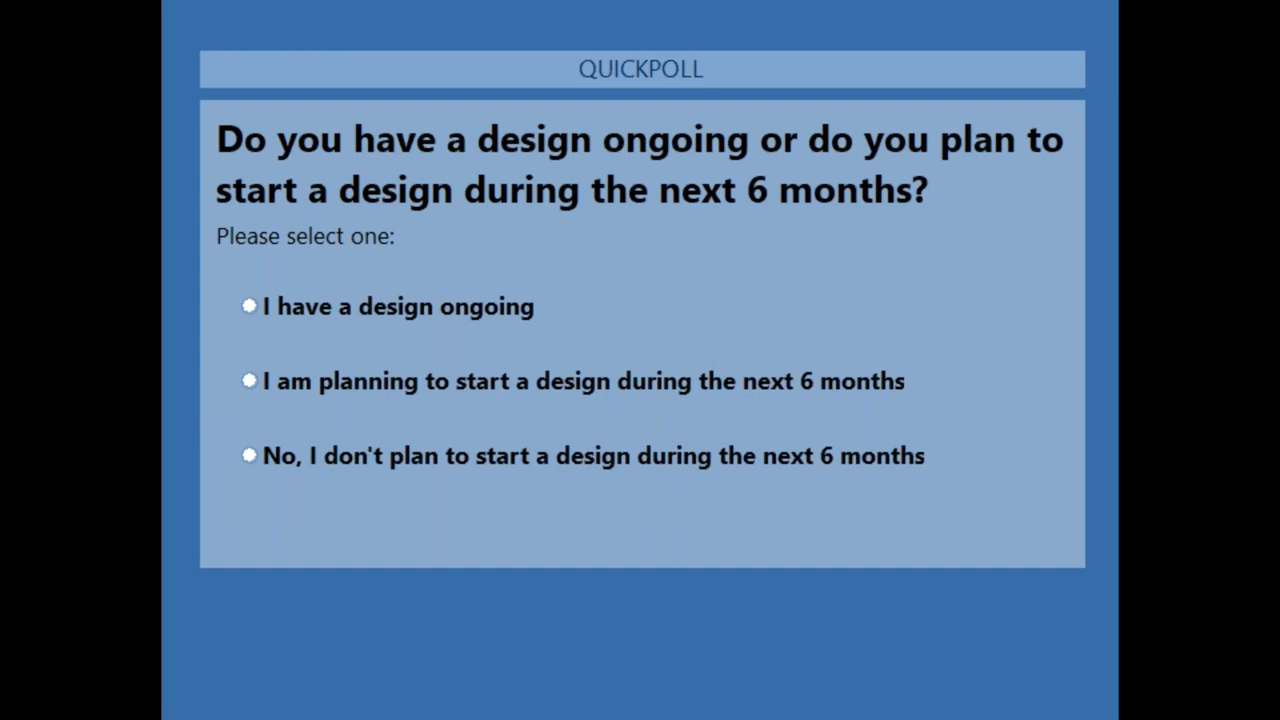 QUICKPOLL
Do you have a design ongoing or do you plan to
start a design during the next 6 months?
Please select one:
I have a design ongoing
I am planning to start a design during the next 6 months
No, I don't plan to start a design during the next 6 months